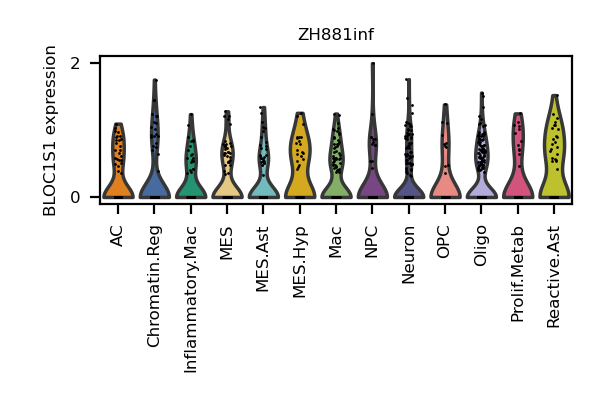 ZH881inf
BLOC1S1 expression
2
0
AC
Chromatin.Reg
Inflammatory.Mac
MES
MES.Ast
MES.Hyp
Mac
NPC
Neuron
OPC
Oligo
Prolif.Metab
Reactive.Ast